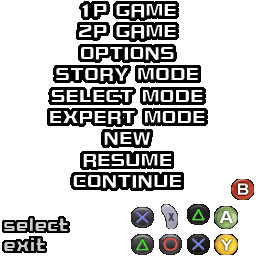 1P GAME
2P GAME
OPTIONS
STORY MODE
SELECT MODE
EXPERT MODE
NEW
RESUME
CONTINUE
B
select X X A
exit X Y